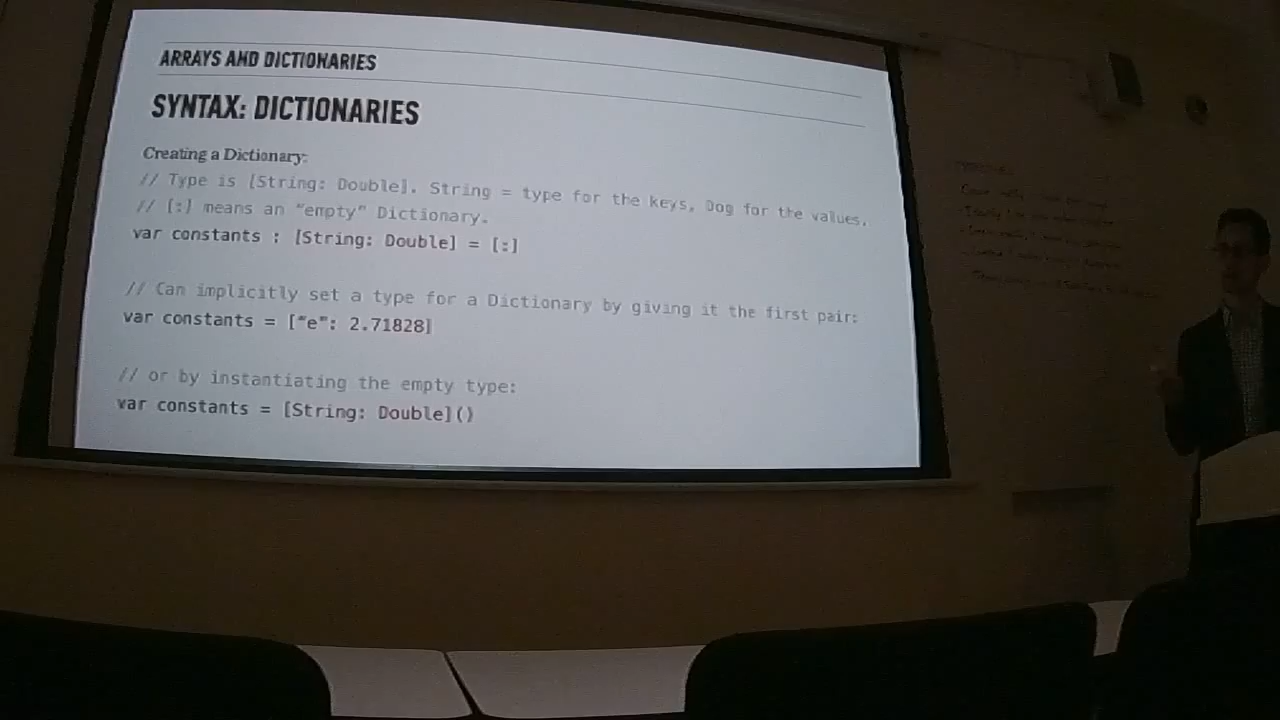 ARRAYS AND DICTIONARIES
SYNTAX: DICTIONARIES
Creating a Dictionary:
// Type is [String: Double]. String = type for the keys, Dog for the values.
// [:] means an “empty” Dictionary.
var constants : [String: Double] = [:]
// Can implicitly set a type for a Dictionary by giving it the first pair:
var constants = [“e”: 2.71828]
// or by instantiating the empty type:
var constants = [String: Double]()